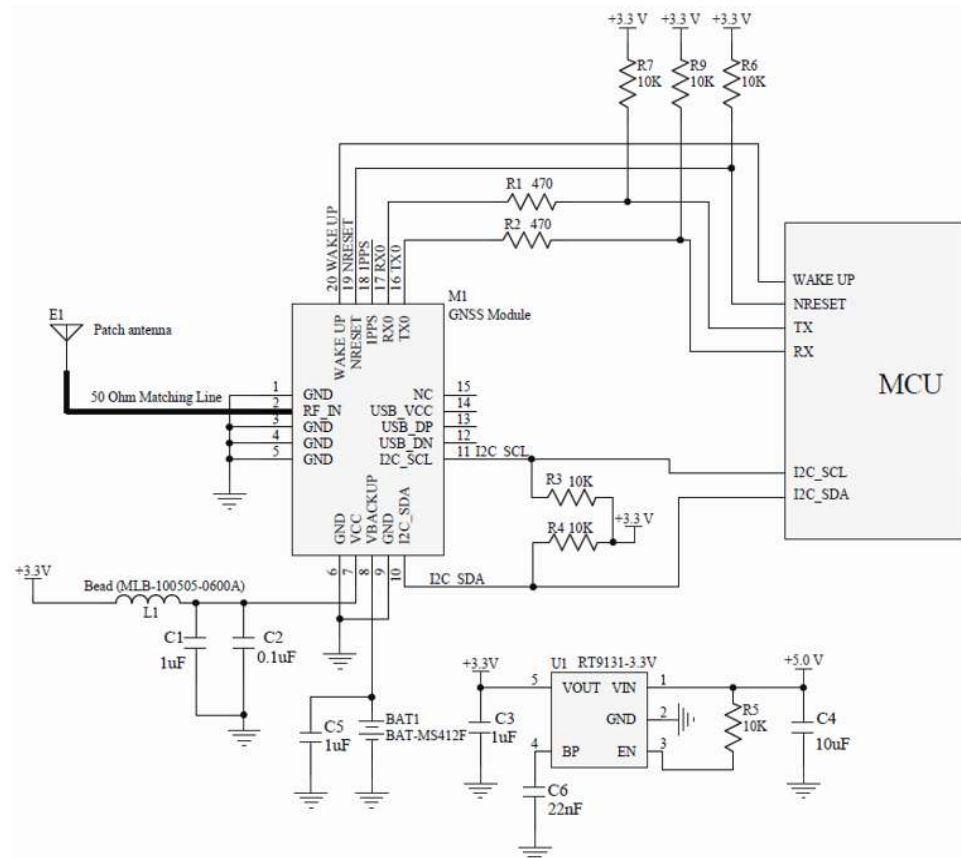 +3.3 V +3.3 V +3.3 V
R7 10K
R9 10K
R6 10K
R1 470
R2 470
20 WAKE UP
19 NRESET
18 1PPS
17 RX0
16 TX0
M1
GNSS Module
WAKE UP
NRESET
1PPS
RX0
TX0
WAKE UP
NRESET
TX
RX
MCU
I2C_SCL
I2C_SDA
E1
Patch antenna
50 Ohm Matching Line
1 GND
2 RF_IN
3 GND
4 GND
5 GND
NC 15
USB_VCC 14
USB_DP 13
USB_DN 12
I2C_SCL 11 I2C_SCL
R3 10K
+3.3 V
R4 10K
GND
VCC
VBACKUP
GND
I2C_SDA
6
7
8
9
10
I2C_SDA
+3.3V
Bead (MLB-100505-0600A)
L1
C1
1uF
C2
0.1uF
C5
1uF
BAT1
BAT-MS412F
+3.3V
U1 RT9131-3.3V
+5.0 V
5 VOUT VIN 1
GND 2
4 BP EN 3
C3
1uF
R5
10K
C4
10uF
C6
22nF